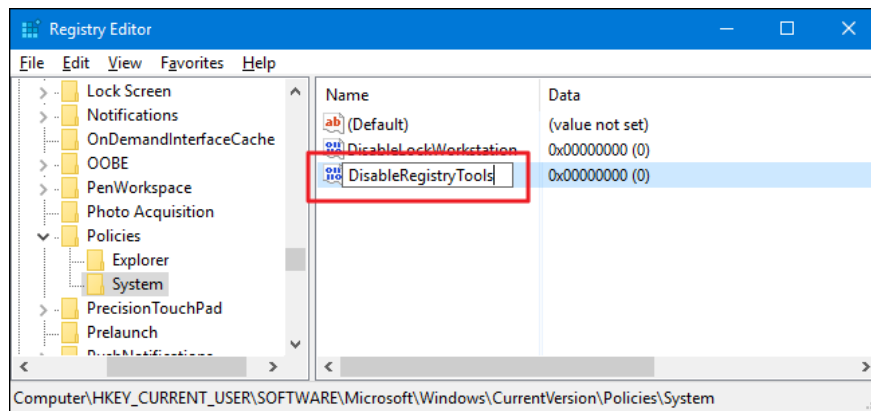 Registry Editor
File Edit View Favorites Help
Lock Screen
Notifications
OnDemandInterfaceCache
OOBE
PenWorkspace
Photo Acquisition
Policies
Explorer
System
PrecisionTouchPad
Prelaunch
Name Data
ab (Default) (value not set)
DisableLockWorkstation 0x00000000 (0)
DisableRegistryTools 0x00000000 (0)
Computer\HKEY_CURRENT_USER\SOFTWARE\Microsoft\Windows\CurrentVersion\Policies\System